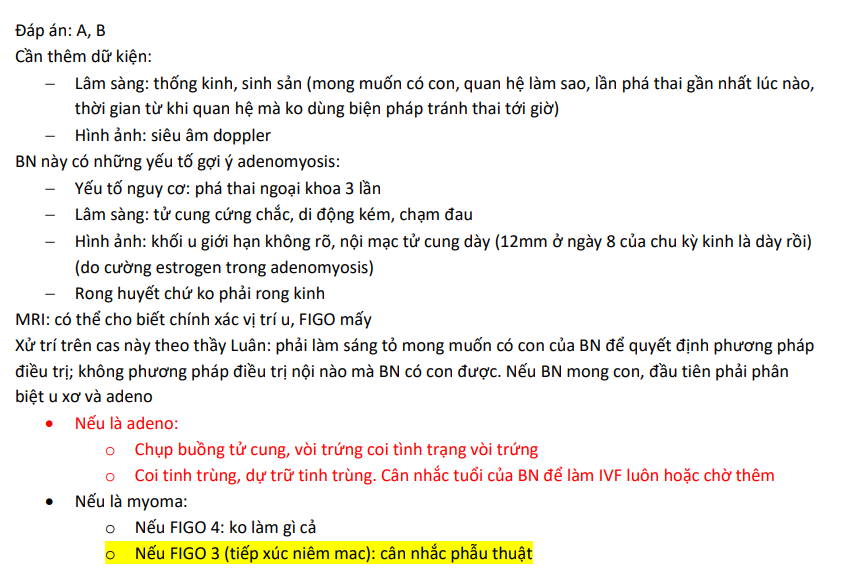 Đáp án: A, B
Cần thêm dữ kiện:
– Lâm sàng: thống kinh, sinh sản (mong muốn có con, quan hệ làm sao, lần phá thai gần nhất lúc nào,
thời gian từ khi quan hệ mà ko dùng biện pháp tránh thai tới giờ)
– Hình ảnh: siêu âm doppler
BN này có những yếu tố gợi ý adenomyosis:
– Yếu tố nguy cơ: phá thai ngoại khoa 3 lần
– Lâm sàng: tử cung cứng chắc, di động kém, chạm đau
– Hình ảnh: khối u giới hạn không rõ, nội mạc tử cung dày (12mm ở ngày 8 của chu kỳ kinh là dày rồi)
(do cường estrogen trong adenomyosis)
– Rong huyết chứ ko phải rong kinh
MRI: có thể cho biết chính xác vị trí u, FIGO mấy
Xử trí trên cas này theo thầy Luân: phải làm sáng tỏ mong muốn có con của BN để quyết định phương pháp
điều trị; không phương pháp điều trị nội nào mà BN có con được. Nếu BN mong con, đầu tiên phải phân
biệt u xơ và adeno
• Nếu là adeno:
o Chụp buồng tử cung, vòi trứng coi tình trạng vòi trứng
o Coi tinh trùng, dự trữ tinh trùng. Cân nhắc tuổi của BN để làm IVF luôn hoặc chờ thêm
• Nếu là myoma:
o Nếu FIGO 4: ko làm gì cả
o Nếu FIGO 3 (tiếp xúc niêm mac): cân nhắc phẫu thuật